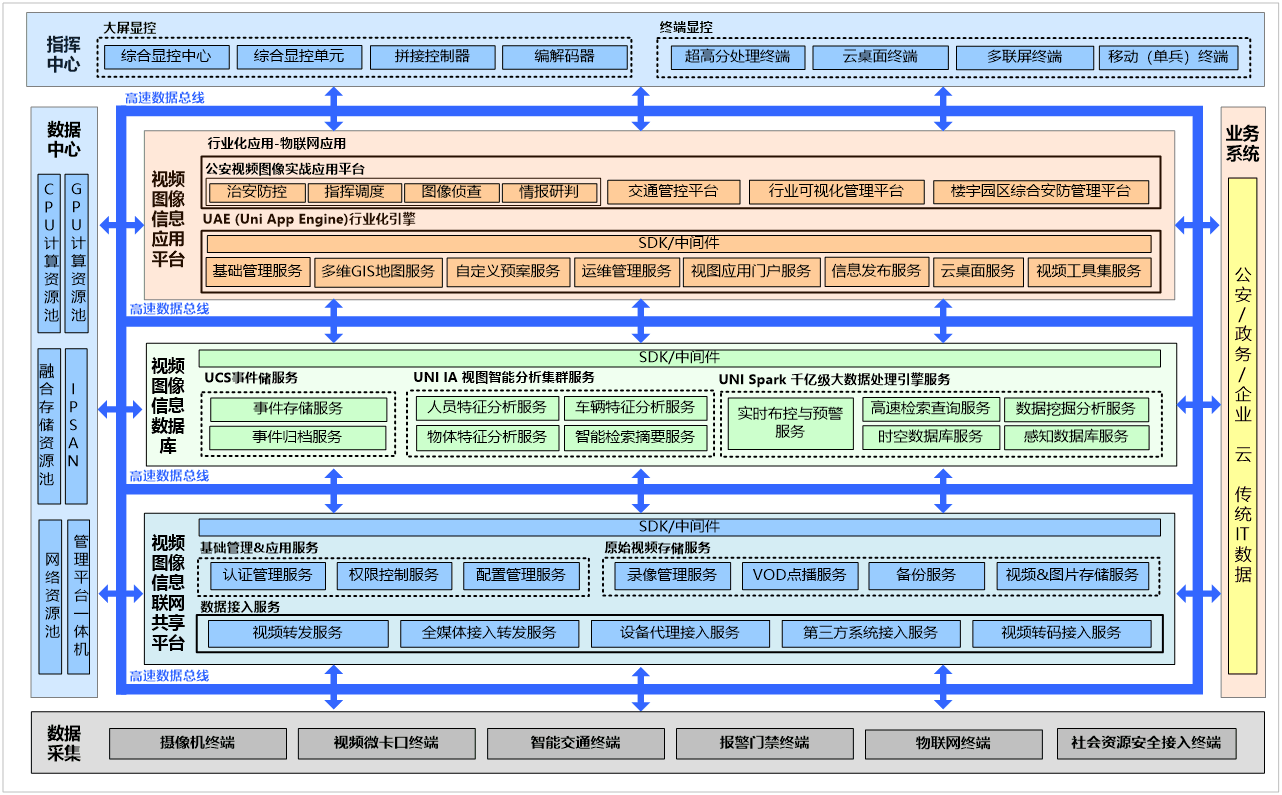 大屏显控
终端显控
指挥
中心
综合显控中心
综合显控单元
拼接控制器
编解码器
超高分处理终端
云桌面终端
多联屏终端
移动（单兵）终端
高速数据总线
数据
中心
CPU计算资源池
GPU计算资源池
融合存储资源池
IPSAN
网络资源池
管理平台一体机
视频
图像
信息
应用
平台
行业化应用-物联网应用
公安视频图像实战应用平台
治安防控
指挥调度
图像侦查
情报研判
交通管控平台
行业可视化管理平台
楼宇园区综合安防管理平台
UAE (Uni App Engine)行业化引擎
SDK/中间件
基础管理服务
多维GIS地图服务
自定义预案服务
运维管理服务
视图应用门户服务
信息发布服务
云桌面服务
视频工具集服务
高速数据总线
视频
图像
信息
数据
库
SDK/中间件
UCS事件储服务
事件存储服务
事件归档服务
UNI IA 视图智能分析集群服务
人员特征分析服务
车辆特征分析服务
物体特征分析服务
智能检索摘要服务
UNI Spark 千亿级大数据处理引擎服务
实时布控与预警
服务
高速检索查询服务
数据挖掘分析服务
时空数据库服务
感知数据库服务
高速数据总线
视频
图像
信息
联网
共享
平台
SDK/中间件
基础管理&应用服务
认证管理服务
权限控制服务
配置管理服务
原始视频存储服务
录像管理服务
VOD点播服务
备份服务
视频&图片存储服务
数据接入服务
视频转发服务
全媒体接入转发服务
设备代理接入服务
第三方系统接入服务
视频转码接入服务
高速数据总线
业务
系统
公安/政务/企业 云 传统IT数据
数据
采集
摄像机终端
视频微卡口终端
智能交通终端
报警门禁终端
物联网终端
社会资源安全接入终端